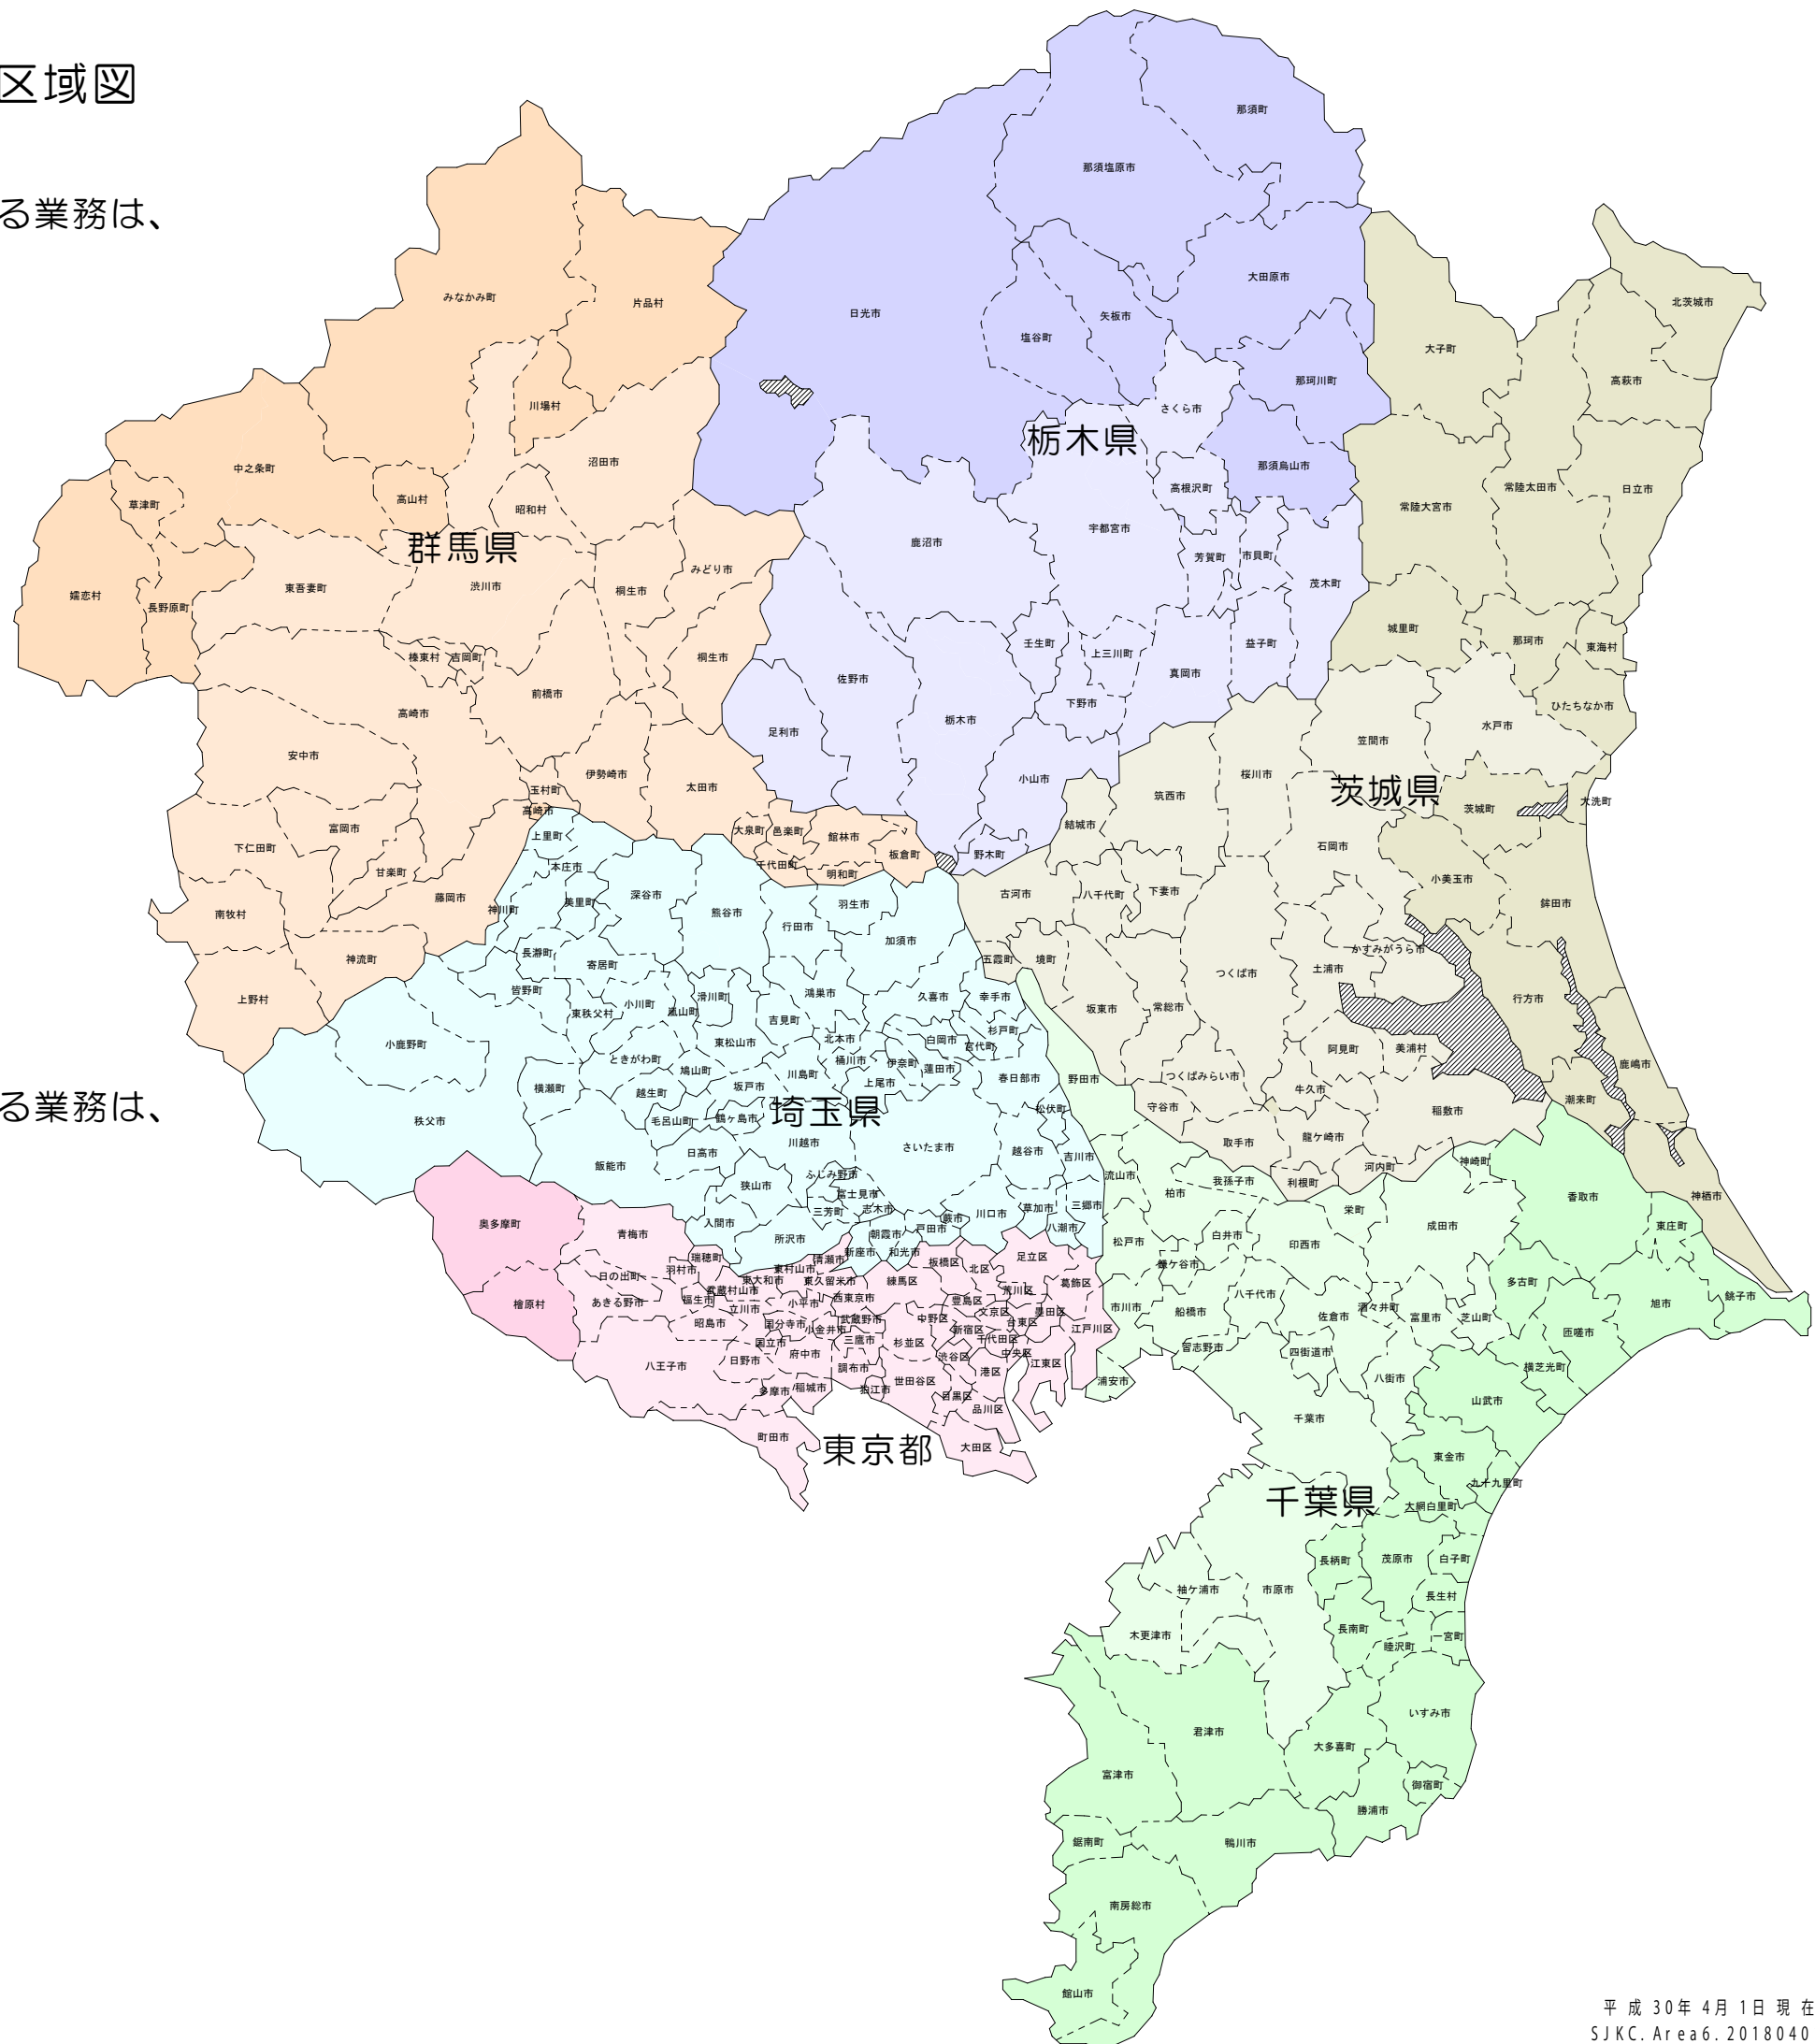 区域図
る業務は、
る業務は、
群馬県
みなかみ町
片品村
川場村
沼田市
昭和村
高山村
中之条町
草津町
嬬恋村
長野原町
東吾妻町
渋川市
榛東村
吉岡町
前橋市
桐生市
みどり市
桐生市
高崎市
安中市
伊勢崎市
太田市
玉村町
高崎市
富岡市
下仁田町
甘楽町
藤岡市
南牧村
神流町
上野村
大泉町
邑楽町
館林市
板倉町
千代田町
明和町
栃木県
那須町
那須塩原市
大田原市
日光市
塩谷町
矢板市
那珂川町
さくら市
那須烏山市
高根沢町
宇都宮市
鹿沼市
芳賀町
市貝町
茂木町
益子町
真岡市
上三川町
壬生町
下野市
佐野市
栃木市
足利市
小山市
野木町
茨城県
北茨城市
大子町
高萩市
常陸太田市
日立市
常陸大宮市
城里町
那珂市
東海村
ひたちなか市
水戸市
笠間市
桜川市
筑西市
結城市
茨城町
大洗町
石岡市
小美玉市
鉾田市
古河市
八千代町
下妻市
五霞町
境町
かすみがうら市
土浦市
つくば市
坂東市
常総市
行方市
鹿嶋市
阿見町
美浦村
つくばみらい市
牛久市
稲敷市
潮来町
守谷市
取手市
龍ケ崎市
利根町
河内町
神栖市
埼玉県
上里町
本庄市
美里町
神川町
深谷市
熊谷市
行田市
羽生市
加須市
長瀞町
寄居町
皆野町
東秩父村
小川町
嵐山町
滑川町
鴻巣市
吉見町
久喜市
幸手市
小鹿野町
ときがわ町
東松山市
北本市
桶川市
伊奈町
白岡市
宮代町
杉戸町
蓮田市
春日部市
横瀬町
越生町
鳩山町
坂戸市
川島町
上尾市
秩父市
毛呂山町
鶴ケ島市
松伏町
日高市
川越市
さいたま市
越谷市
吉川市
飯能市
狭山市
ふじみ野市
富士見市
三芳町
志木市
入間市
所沢市
新座市
朝霞市
和光市
戸田市
蕨市
川口市
草加市
八潮市
三郷市
東京都
奥多摩町
檜原村
青梅市
日の出町
あきる野市
羽村市
瑞穂町
福生市
武蔵村山市
東大和市
東村山市
清瀬市
東久留米市
西東京市
練馬区
板橋区
北区
足立区
葛飾区
荒川区
豊島区
文京区
台東区
墨田区
江戸川区
中野区
新宿区
千代田区
中央区
昭島市
立川市
小平市
国分寺市
小金井市
武蔵野市
三鷹市
杉並区
渋谷区
港区
江東区
八王子市
日野市
国立市
府中市
調布市
狛江市
世田谷区
目黒区
品川区
多摩市
稲城市
町田市
大田区
千葉県
野田市
流山市
柏市
我孫子市
松戸市
鎌ケ谷市
白井市
印西市
栄町
成田市
神崎町
香取市
東庄町
市川市
船橋市
八千代市
佐倉市
酒々井町
富里市
芝山町
多古町
旭市
銚子市
匝瑳市
横芝光町
浦安市
習志野市
四街道市
八街市
千葉市
山武市
東金市
九十九里町
大網白里町
長柄町
茂原市
白子町
長生村
一宮町
長南町
睦沢町
袖ケ浦市
市原市
木更津市
いすみ市
大多喜町
君津市
富津市
御宿町
勝浦市
鋸南町
鴨川市
南房総市
館山市
平成30年4月1日現在
SJKC.Area6.2018040